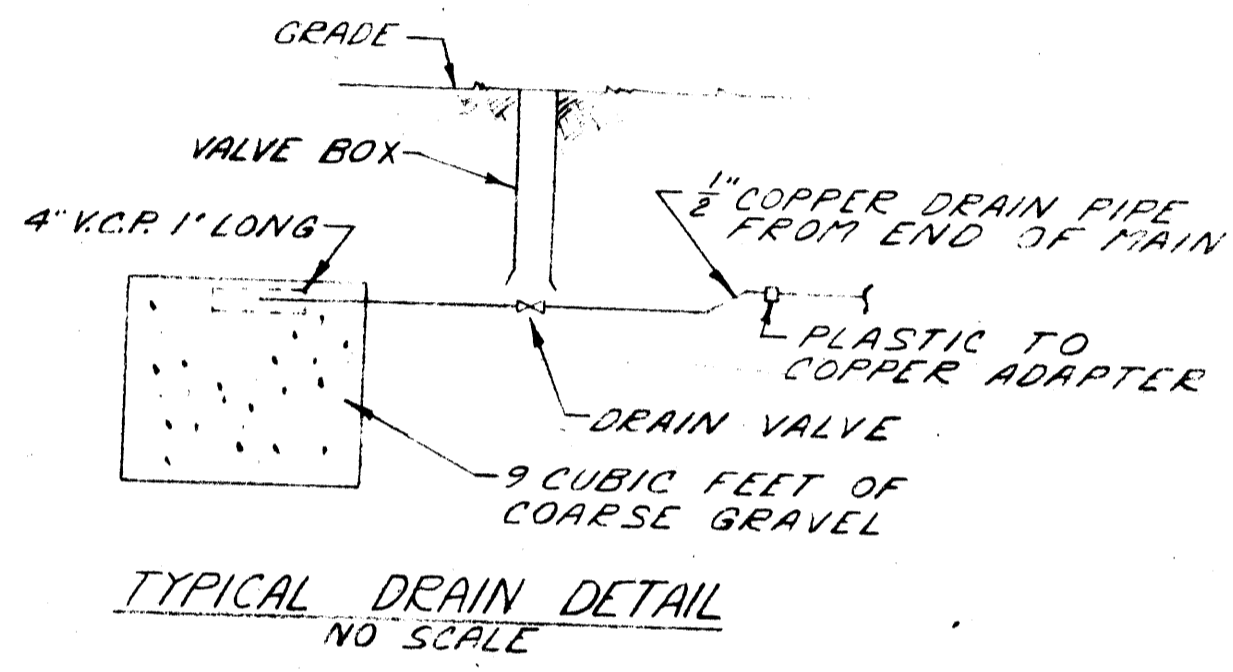 GRADE
VALVE BOX
4" V.C.P. 1' LONG
1/2" COPPER DRAIN PIPE
FROM END OF MAIN
PLASTIC TO
COPPER ADAPTER
DRAIN VALVE
9 CUBIC FEET OF
COARSE GRAVEL
TYPICAL DRAIN DETAIL
NO SCALE